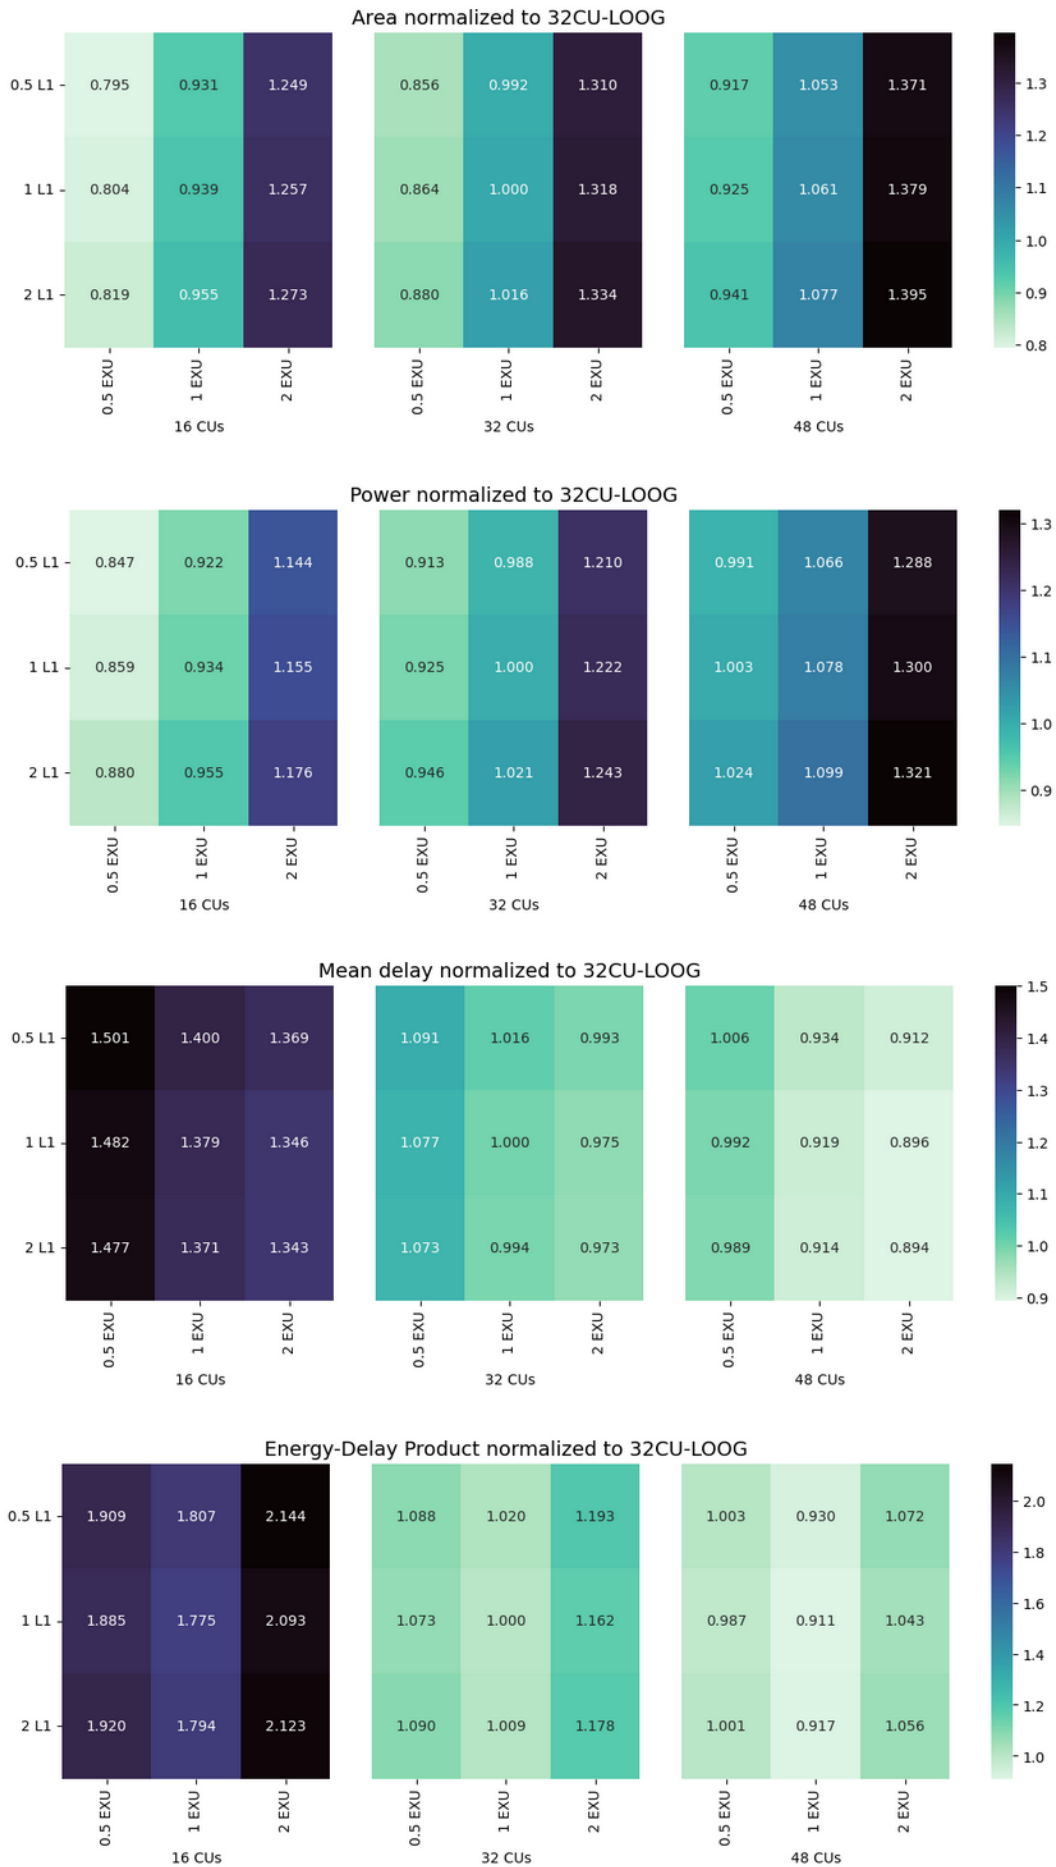 Area normalized to 32CU-LOOG
0.5 L1 0.795 0.931 1.249 0.856 0.992 1.310 0.917 1.053 1.371
1 L1 0.804 0.939 1.257 0.864 1.000 1.318 0.925 1.061 1.379
2 L1 0.819 0.955 1.273 0.880 1.016 1.334 0.941 1.077 1.395
1.3
1.2
1.1
1.0
0.9
0.8
0.5 EXU 1 EXU 2 EXU 0.5 EXU 1 EXU 2 EXU 0.5 EXU 1 EXU 2 EXU
16 CUs 32 CUs 48 CUs
Power normalized to 32CU-LOOG
0.5 L1 0.847 0.922 1.144 0.913 0.988 1.210 0.991 1.066 1.288
1 L1 0.859 0.934 1.155 0.925 1.000 1.222 1.003 1.078 1.300
2 L1 0.880 0.955 1.176 0.946 1.021 1.243 1.024 1.099 1.321
1.3
1.2
1.1
1.0
0.9
0.5 EXU 1 EXU 2 EXU 0.5 EXU 1 EXU 2 EXU 0.5 EXU 1 EXU 2 EXU
16 CUs 32 CUs 48 CUs
Mean delay normalized to 32CU-LOOG
0.5 L1 1.501 1.400 1.369 1.091 1.016 0.993 1.006 0.934 0.912
1 L1 1.482 1.379 1.346 1.077 1.000 0.975 0.992 0.919 0.896
2 L1 1.477 1.371 1.343 1.073 0.994 0.973 0.989 0.914 0.894
1.5
1.4
1.3
1.2
1.1
1.0
0.9
0.5 EXU 1 EXU 2 EXU 0.5 EXU 1 EXU 2 EXU 0.5 EXU 1 EXU 2 EXU
16 CUs 32 CUs 48 CUs
Energy-Delay Product normalized to 32CU-LOOG
0.5 L1 1.909 1.807 2.144 1.088 1.020 1.193 1.003 0.930 1.072
1 L1 1.885 1.775 2.093 1.073 1.000 1.162 0.987 0.911 1.043
2 L1 1.920 1.794 2.123 1.090 1.009 1.178 1.001 0.917 1.056
2.0
1.8
1.6
1.4
1.2
1.0
0.5 EXU 1 EXU 2 EXU 0.5 EXU 1 EXU 2 EXU 0.5 EXU 1 EXU 2 EXU
16 CUs 32 CUs 48 CUs